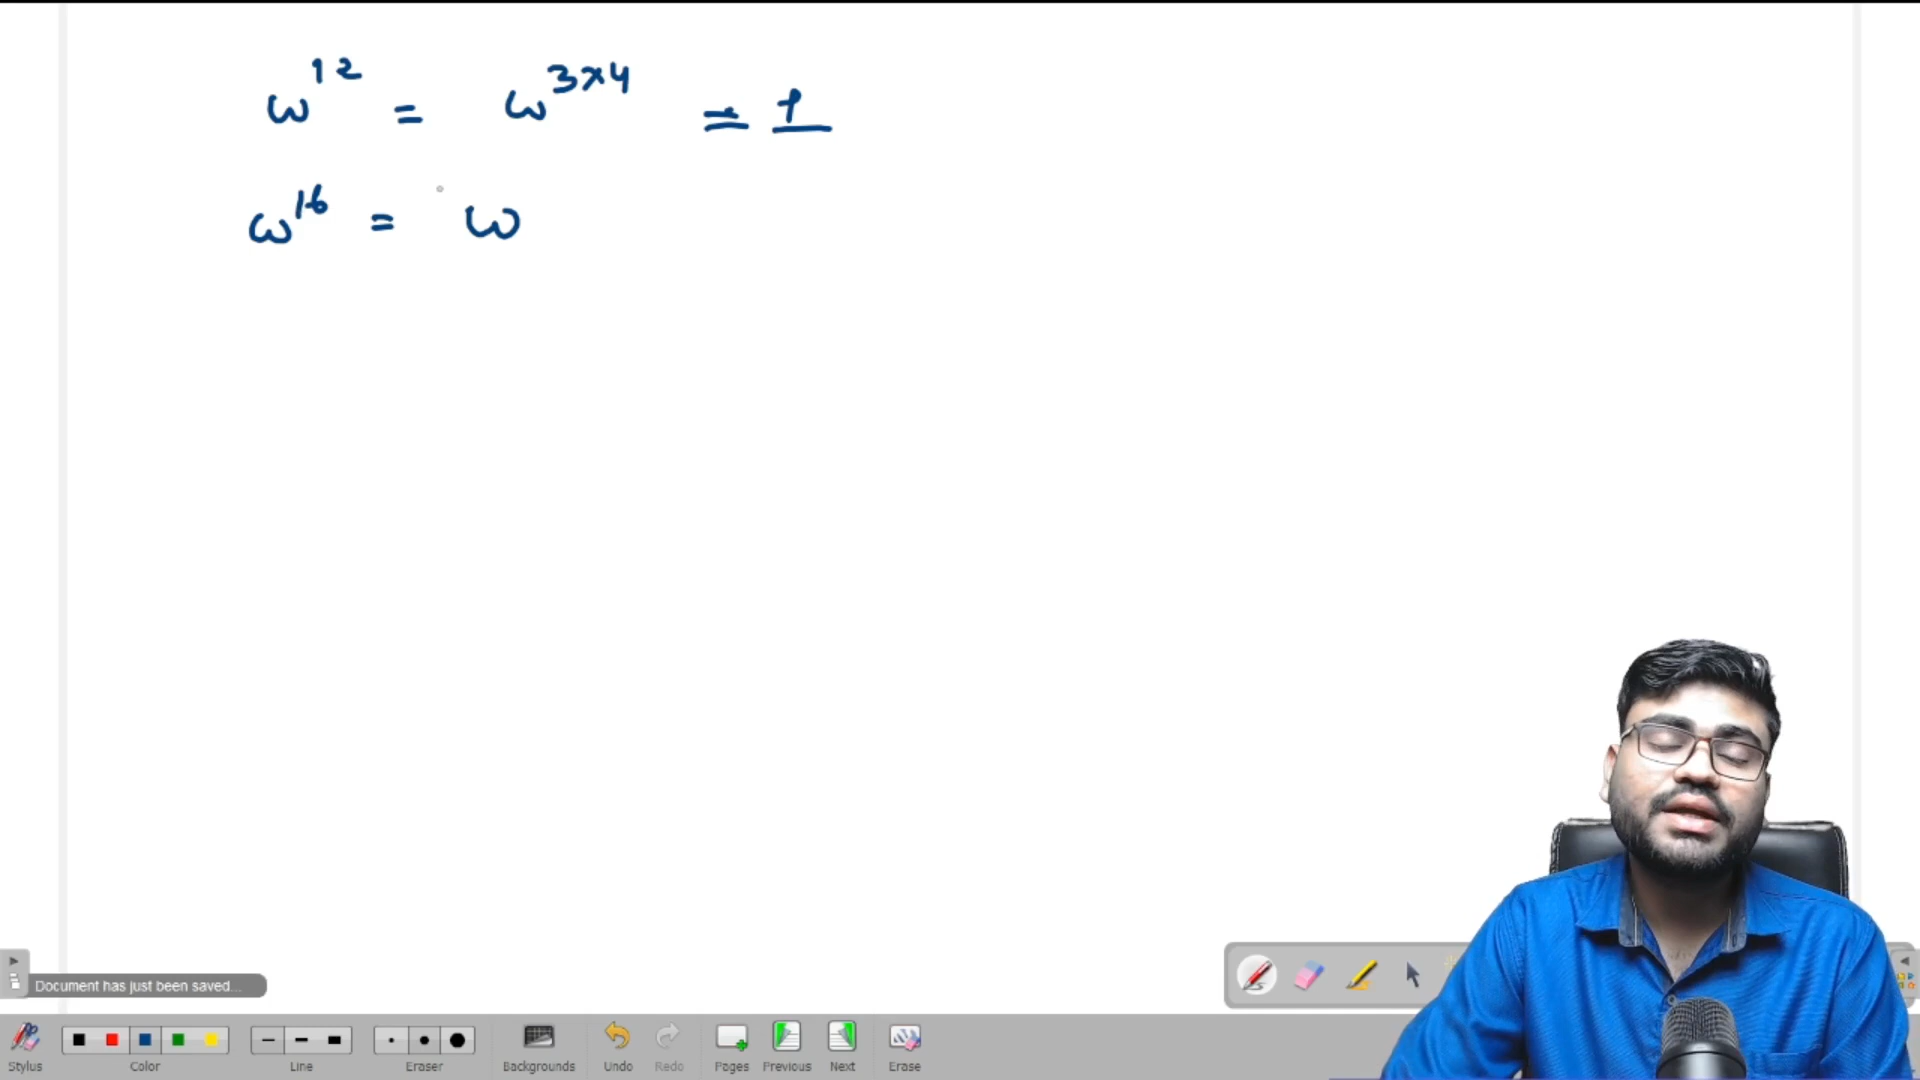 ω¹² = ω³ˣ⁴ = 1
ω¹⁶ = ω
Document has just been saved...
Stylus
Color
Line
Eraser
Backgrounds
Undo
Redo
Pages
Previous
Next
Erase